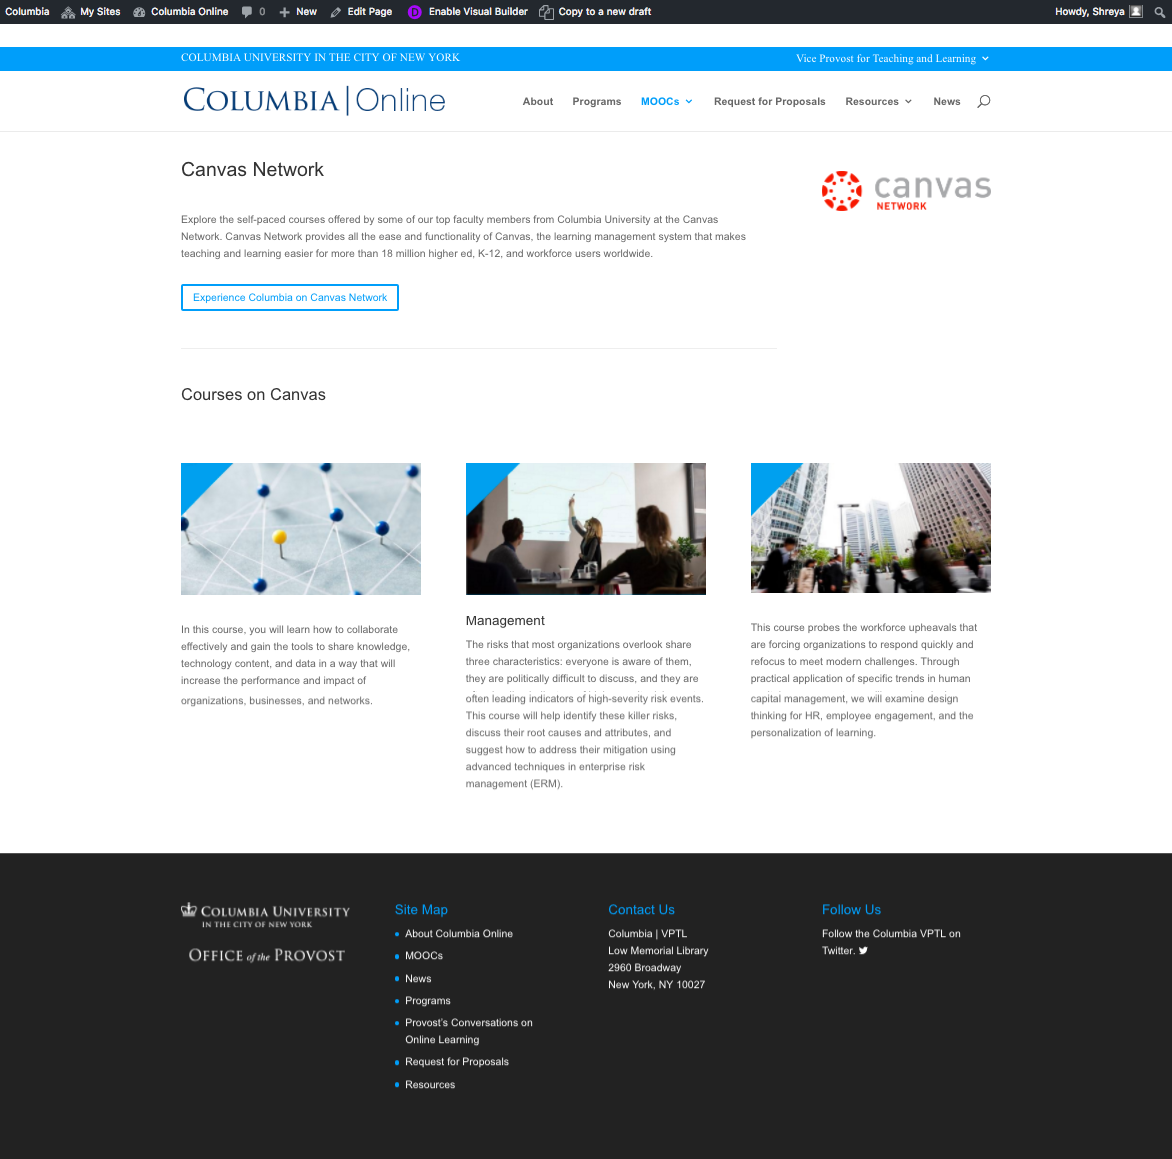 Columbia My Sites Columbia Online 0 New Edit Page Enable Visual Builder Copy to a new draft Howdy, Shreya
COLUMBIA UNIVERSITY IN THE CITY OF NEW YORK Vice Provost for Teaching and Learning
COLUMBIA | Online About Programs MOOCs Request for Proposals Resources News
Canvas Network
canvas
NETWORK
Explore the self-paced courses offered by some of our top faculty members from Columbia University at the Canvas
Network. Canvas Network provides all the ease and functionality of Canvas, the learning management system that makes
teaching and learning easier for more than 18 million higher ed, K-12, and workforce users worldwide.
Experience Columbia on Canvas Network
Courses on Canvas
In this course, you will learn how to collaborate
effectively and gain the tools to share knowledge,
technology content, and data in a way that will
increase the performance and impact of
organizations, businesses, and networks.
Management
The risks that most organizations overlook share
three characteristics: everyone is aware of them,
they are politically difficult to discuss, and they are
often leading indicators of high-severity risk events.
This course will help identify these killer risks,
discuss their root causes and attributes, and
suggest how to address their mitigation using
advanced techniques in enterprise risk
management (ERM).
This course probes the workforce upheavals that
are forcing organizations to respond quickly and
refocus to meet modern challenges. Through
practical application of specific trends in human
capital management, we will examine design
thinking for HR, employee engagement, and the
personalization of learning.
COLUMBIA UNIVERSITY
IN THE CITY OF NEW YORK
OFFICE of the PROVOST
Site Map
About Columbia Online
MOOCs
News
Programs
Provost's Conversations on
Online Learning
Request for Proposals
Resources
Contact Us
Columbia | VPTL
Low Memorial Library
2960 Broadway
New York, NY 10027
Follow Us
Follow the Columbia VPTL on
Twitter.